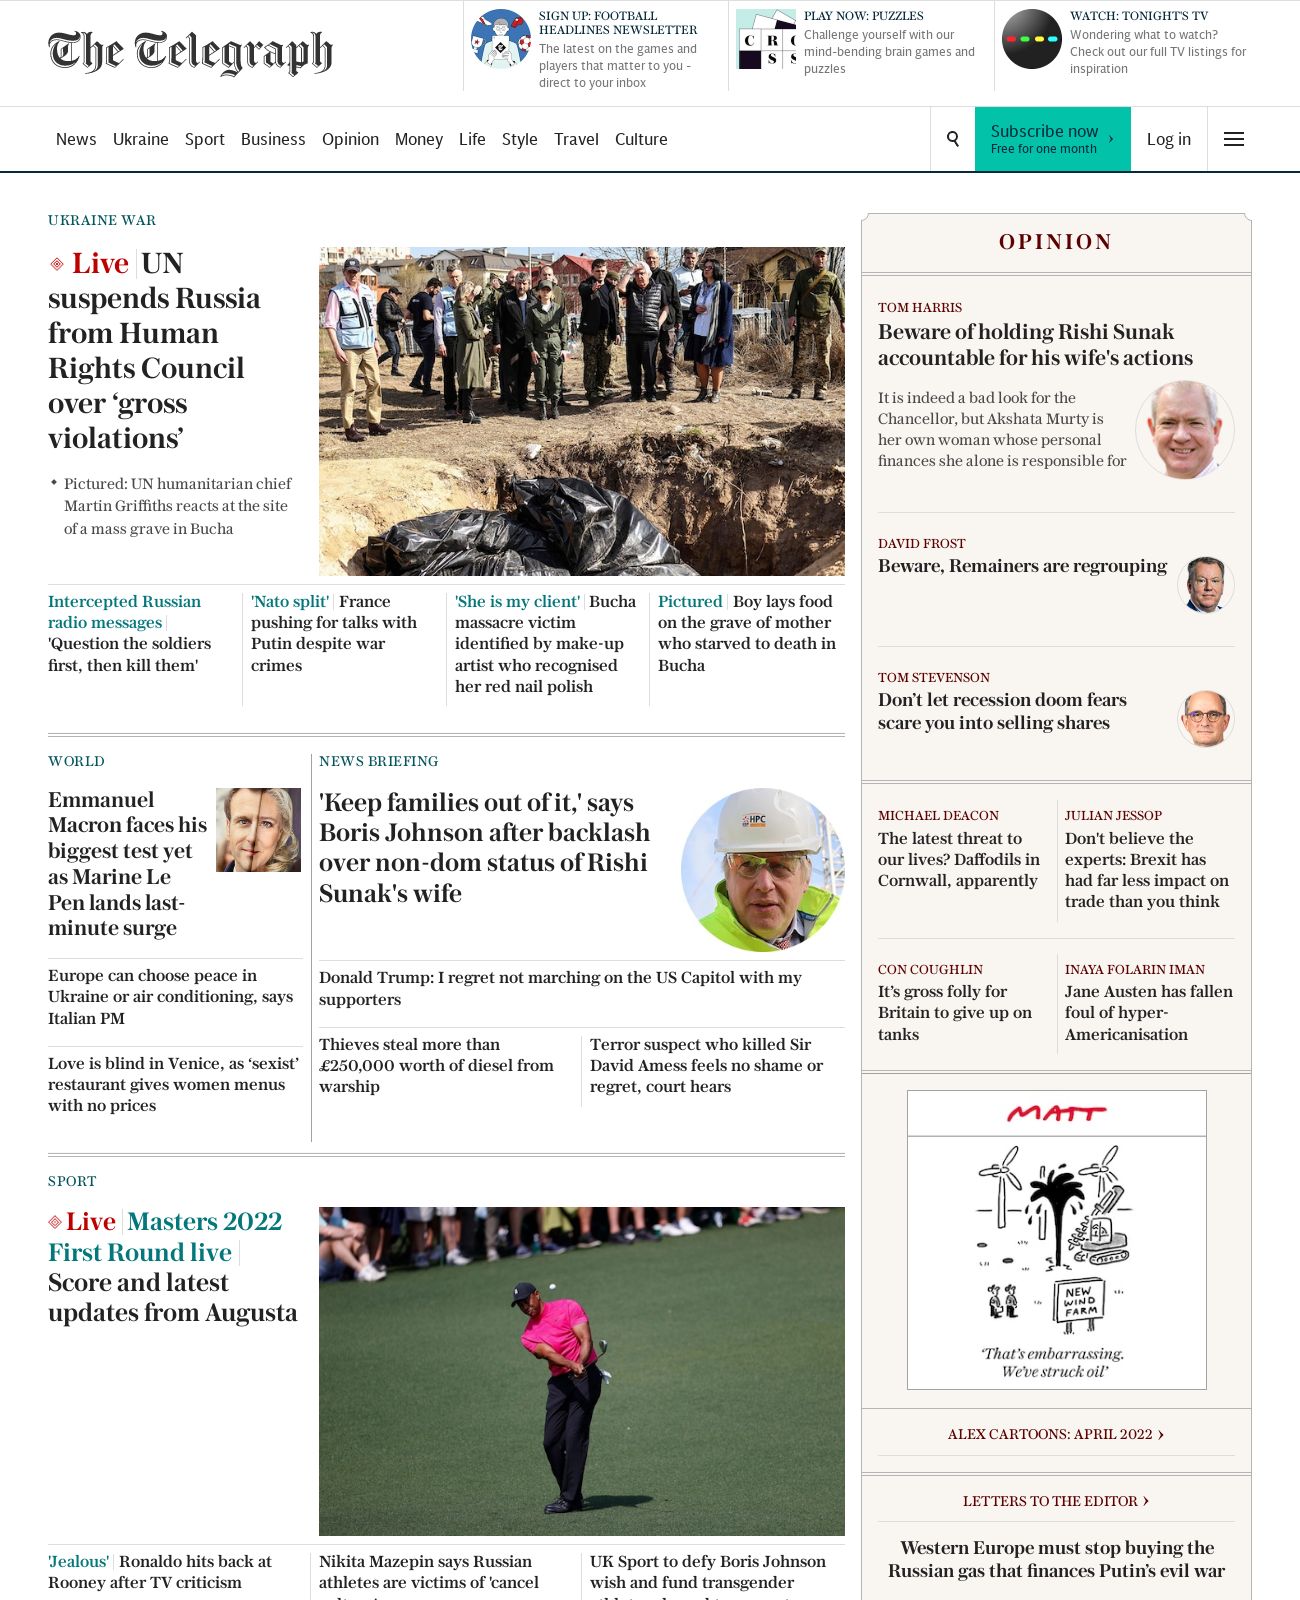 The Telegraph
SIGN UP: FOOTBALL
HEADLINES NEWSLETTER
The latest on the games and
players that matter to you -
direct to your inbox
C R
S S
PLAY NOW: PUZZLES
Challenge yourself with our
mind-bending brain games and
puzzles
WATCH: TONIGHT'S TV
Wondering what to watch?
Check out our full TV listings for
inspiration
News Ukraine Sport Business Opinion Money Life Style Travel Culture
Subscribe now ›
Free for one month
Log in
UKRAINE WAR
Live UN
suspends Russia
from Human
Rights Council
over ‘gross
violations’
Pictured: UN humanitarian chief
Martin Griffiths reacts at the site
of a mass grave in Bucha
Intercepted Russian
radio messages
'Question the soldiers
first, then kill them'
'Nato split' France
pushing for talks with
Putin despite war
crimes
'She is my client' Bucha
massacre victim
identified by make-up
artist who recognised
her red nail polish
Pictured Boy lays food
on the grave of mother
who starved to death in
Bucha
WORLD
Emmanuel
Macron faces his
biggest test yet
as Marine Le
Pen lands last-
minute surge
Europe can choose peace in
Ukraine or air conditioning, says
Italian PM
Love is blind in Venice, as ‘sexist’
restaurant gives women menus
with no prices
NEWS BRIEFING
'Keep families out of it,' says
Boris Johnson after backlash
over non-dom status of Rishi
Sunak's wife
HPC
Donald Trump: I regret not marching on the US Capitol with my
supporters
Thieves steal more than
£250,000 worth of diesel from
warship
Terror suspect who killed Sir
David Amess feels no shame or
regret, court hears
SPORT
Live Masters 2022
First Round live
Score and latest
updates from Augusta
'Jealous' Ronaldo hits back at
Rooney after TV criticism
Nikita Mazepin says Russian
athletes are victims of 'cancel
UK Sport to defy Boris Johnson
wish and fund transgender
OPINION
TOM HARRIS
Beware of holding Rishi Sunak
accountable for his wife's actions
It is indeed a bad look for the
Chancellor, but Akshata Murty is
her own woman whose personal
finances she alone is responsible for
DAVID FROST
Beware, Remainers are regrouping
TOM STEVENSON
Don’t let recession doom fears
scare you into selling shares
MICHAEL DEACON
The latest threat to
our lives? Daffodils in
Cornwall, apparently
JULIAN JESSOP
Don't believe the
experts: Brexit has
had far less impact on
trade than you think
CON COUGHLIN
It’s gross folly for
Britain to give up on
tanks
INAYA FOLARIN IMAN
Jane Austen has fallen
foul of hyper-
Americanisation
MATT
NEW
WIND
FARM
‘That’s embarrassing.
We’ve struck oil’
ALEX CARTOONS: APRIL 2022 ›
LETTERS TO THE EDITOR ›
Western Europe must stop buying the
Russian gas that finances Putin’s evil war